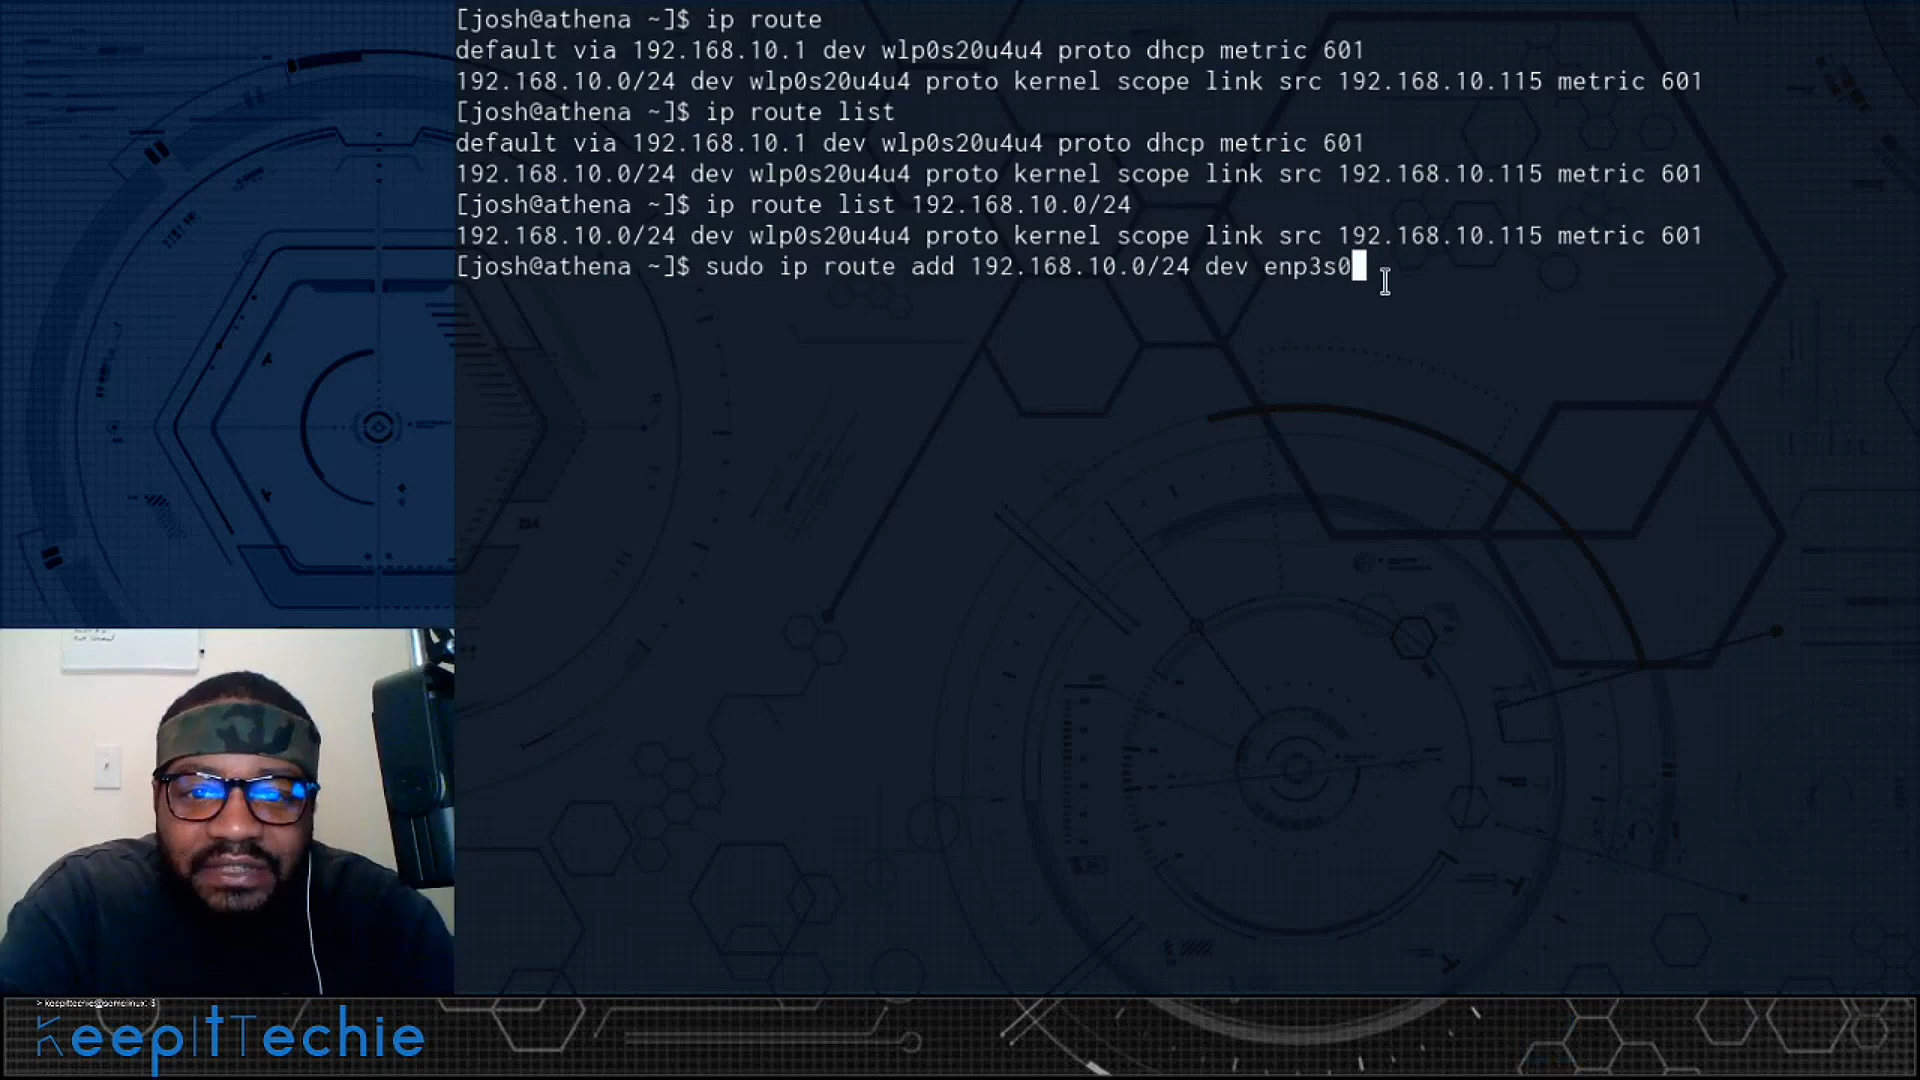 [josh@athena ~]$ ip route
default via 192.168.10.1 dev wlp0s20u4u4 proto dhcp metric 601
192.168.10.0/24 dev wlp0s20u4u4 proto kernel scope link src 192.168.10.115 metric 601
[josh@athena ~]$ ip route list
default via 192.168.10.1 dev wlp0s20u4u4 proto dhcp metric 601
192.168.10.0/24 dev wlp0s20u4u4 proto kernel scope link src 192.168.10.115 metric 601
[josh@athena ~]$ ip route list 192.168.10.0/24
192.168.10.0/24 dev wlp0s20u4u4 proto kernel scope link src 192.168.10.115 metric 601
[josh@athena ~]$ sudo ip route add 192.168.10.0/24 dev enp3s0
> keepittechie@somelinux: $
KeepItTechie